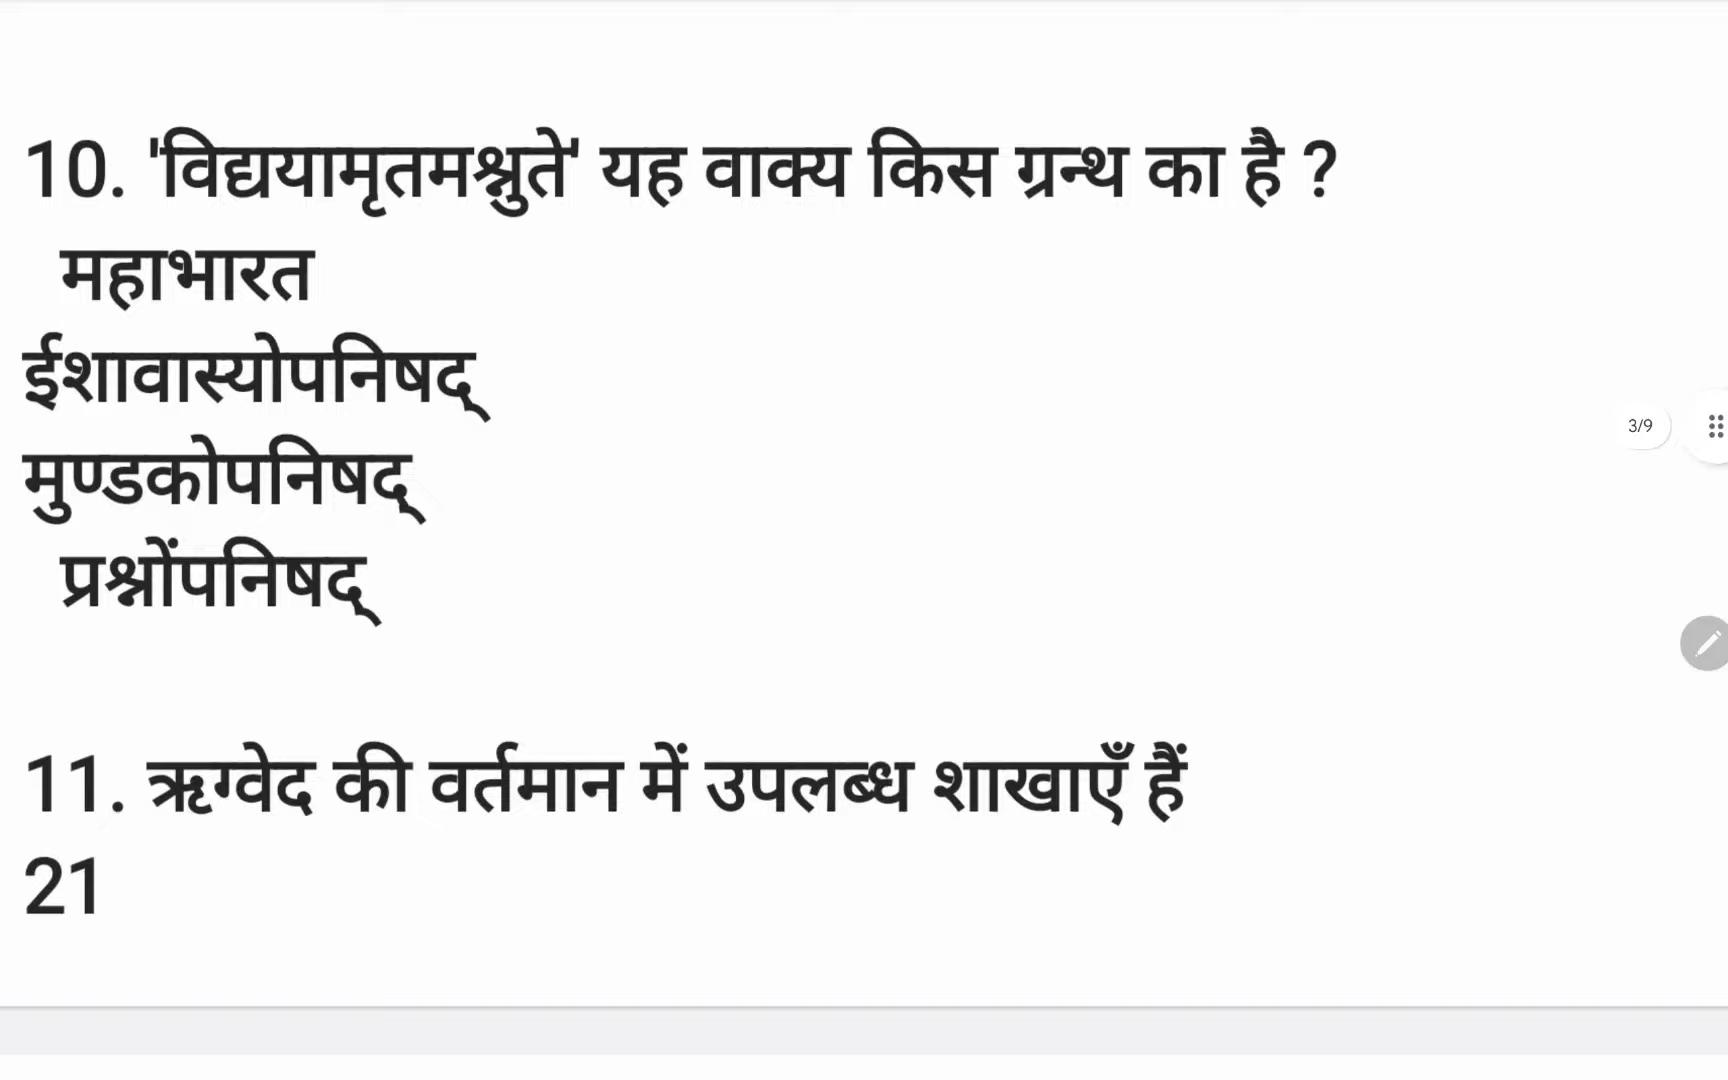 10. 'विद्ययामृतमश्नुते' यह वाक्य किस ग्रन्थ का है ?
महाभारत
ईशावास्योपनिषद्
3/9
मुण्डकोपनिषद्
प्रश्नोंपनिषद्
11. ऋग्वेद की वर्तमान में उपलब्ध शाखाएँ हैं
21